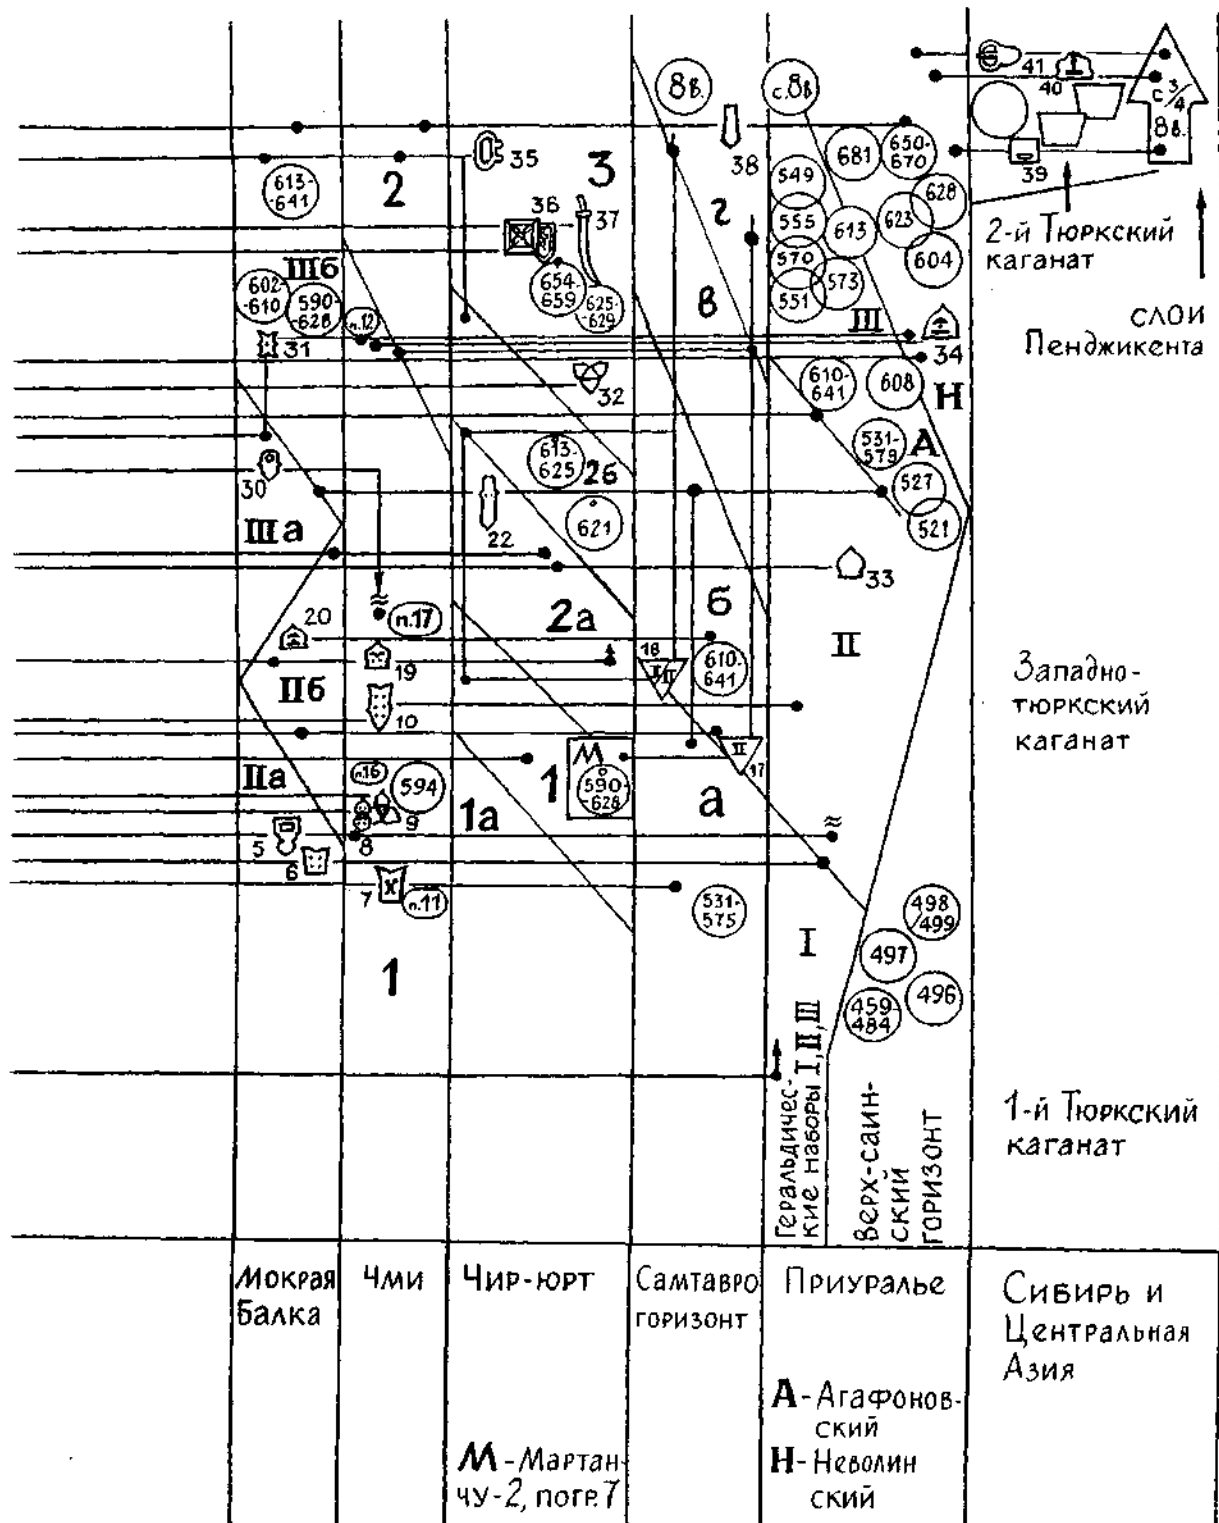 41
40
с 3/4
8в.
8в.
с.8в
35
3
38
681
650-
670
39
613-
-641
2
549
628
36
37
г
555
613
623
2-й Тюркский
каганат
IIIб
570
604
602-
-610
590-
-628
654-
659
625-
-629
551
573
в
п.12
III
слои
Пенджикента
31
34
32
610-
641
608
Н
613-
625
2б
531-
579
А
30
527
IIIа
22
621
521
33
20
п.17
2а
б
II
18
I
II
610-
641
19
Западно-
тюркский
каганат
IIб
10
М
II
17
IIа
п.16
594
1
590-
-628
а
1а
9
5
8
6
7
X
п.11
531-
575
498-
499
I
497
1
459-
-484
496
Геральдичес-
кие наборы I, II, III
Верх-саин-
ский
горизонт
1-й Тюркский
каганат
Мокрая
Балка
Чми
Чир-юрт
Самтавро
горизонт
Приуралье
Сибирь и
Центральная
Азия
А-Агафонов-
ский
М-Мартан-
чу-2, погр. 7
Н-Неволин
ский